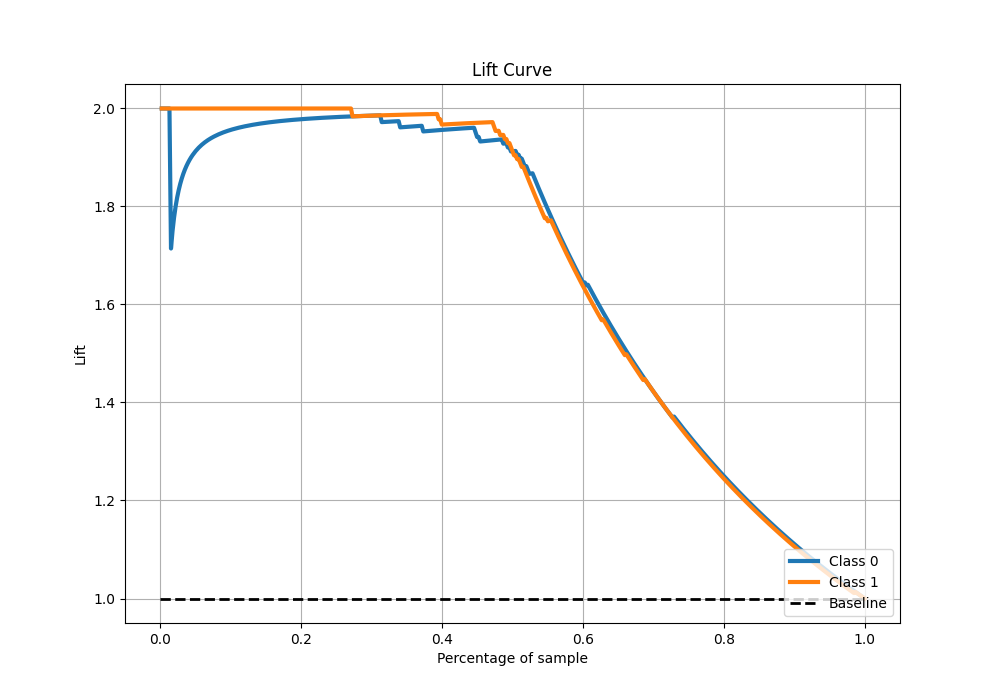 Lift Curve
Lift
2.0
1.8
1.6
1.4
1.2
1.0
0.0 0.2 0.4 0.6 0.8 1.0
Percentage of sample
Class 0
Class 1
Baseline